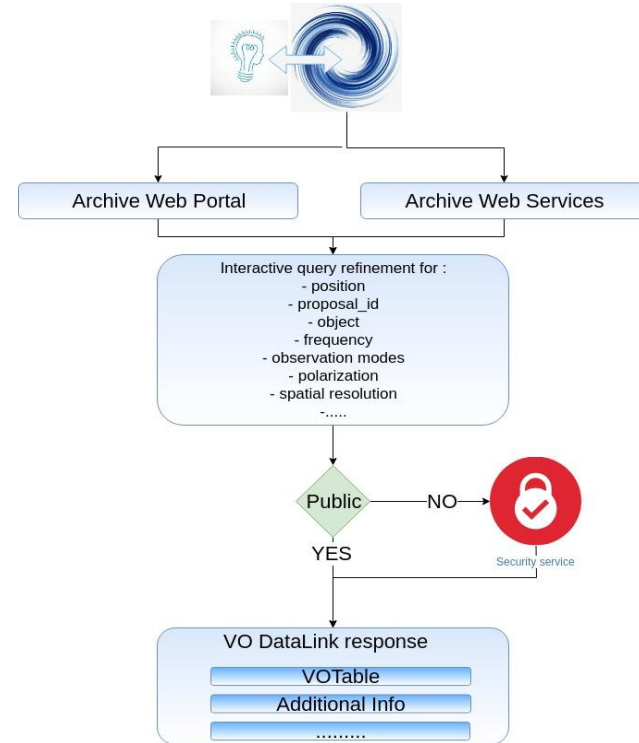 Archive Web Portal
Archive Web Services
Interactive query refinement for :
- position
- proposal_id
- object
- frequency
- observation modes
- polarization
- spatial resolution
-.....
Public
NO
YES
Security service
VO DataLink response
VOTable
Additional Info
.........